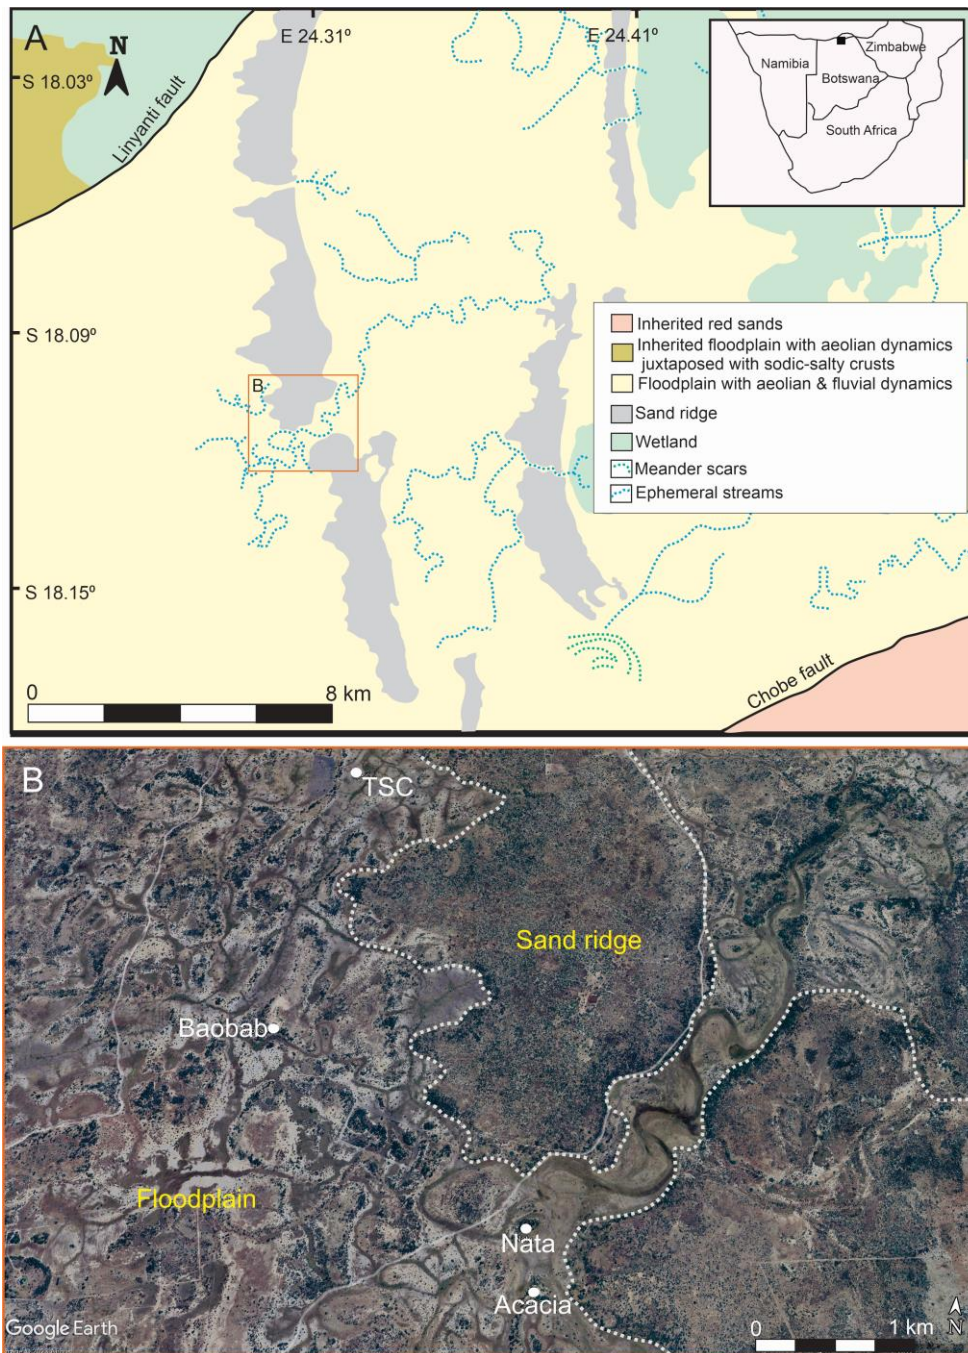 A
N
E 24.31º
E 24.41º
S 18.03º
Linyanti fault
Namibia
Zimbabwe
Botswana
South Africa
S 18.09º
B
Inherited red sands
Inherited floodplain with aeolian dynamics
juxtaposed with sodic-salty crusts
Floodplain with aeolian & fluvial dynamics
Sand ridge
Wetland
Meander scars
Ephemeral streams
S 18.15º
Chobe fault
0
8 km
B
TSC
Sand ridge
Baobab
Floodplain
Nata
Acacia
Google Earth
0
1 km
N